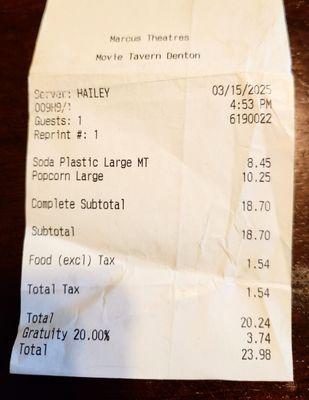 Marcus Theatres
Movie Tavern Denton
Server: HAILEY 03/15/2025
009H9/1 4:53 PM
Guests: 1 6190022
Reprint #: 1
Soda Plastic Large MT 8.45
Popcorn Large 10.25
Complete Subtotal 18.70
Subtotal 18.70
Food (excl) Tax 1.54
Total Tax 1.54
Total 20.24
Gratuity 20.00% 3.74
Total 23.98